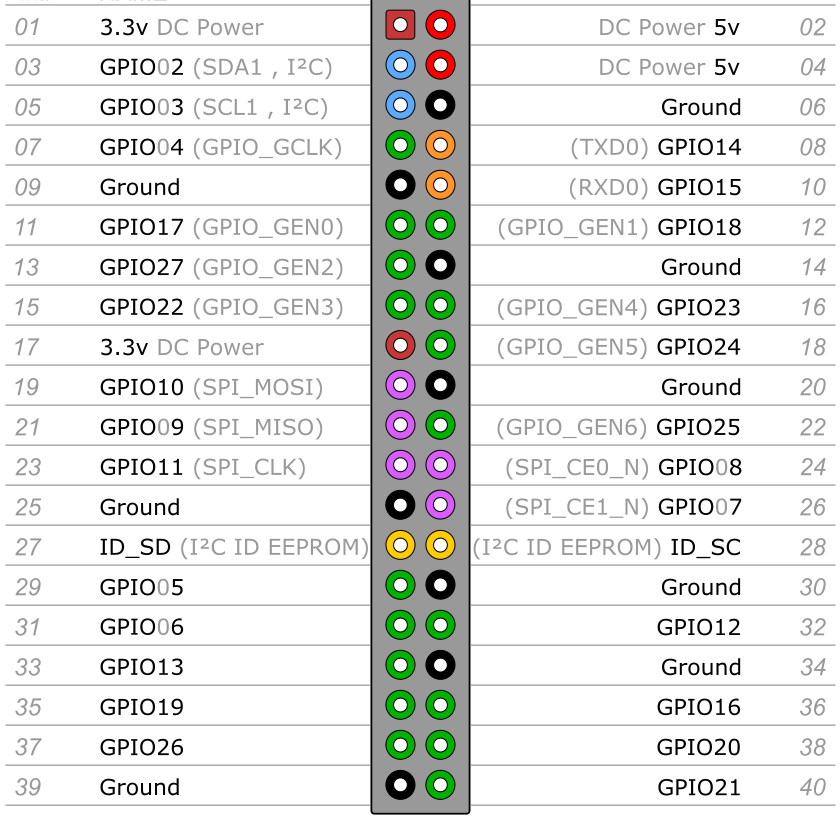 01 3.3v DC Power DC Power 5v 02
03 GPIO02 (SDA1 , I²C) DC Power 5v 04
05 GPIO03 (SCL1 , I²C) Ground 06
07 GPIO04 (GPIO_GCLK) (TXD0) GPIO14 08
09 Ground (RXD0) GPIO15 10
11 GPIO17 (GPIO_GEN0) (GPIO_GEN1) GPIO18 12
13 GPIO27 (GPIO_GEN2) Ground 14
15 GPIO22 (GPIO_GEN3) (GPIO_GEN4) GPIO23 16
17 3.3v DC Power (GPIO_GEN5) GPIO24 18
19 GPIO10 (SPI_MOSI) Ground 20
21 GPIO09 (SPI_MISO) (GPIO_GEN6) GPIO25 22
23 GPIO11 (SPI_CLK) (SPI_CE0_N) GPIO08 24
25 Ground (SPI_CE1_N) GPIO07 26
27 ID_SD (I²C ID EEPROM) (I²C ID EEPROM) ID_SC 28
29 GPIO05 Ground 30
31 GPIO06 GPIO12 32
33 GPIO13 Ground 34
35 GPIO19 GPIO16 36
37 GPIO26 GPIO20 38
39 Ground GPIO21 40